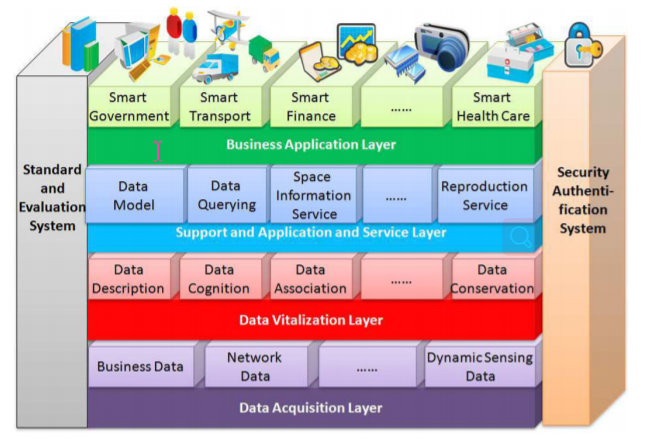 Smart
Government
Smart
Transport
Smart
Finance
......
Smart
Health Care
Business Application Layer
Standard
and
Evaluation
System
Data
Model
Data
Querying
Space
Information
Service
......
Reproduction
Service
Security
Authenti-
fication
System
Support and Application and Service Layer
Data
Description
Data
Cognition
Data
Association
......
Data
Conservation
Data Vitalization Layer
Business Data
Network
Data
......
Dynamic Sensing
Data
Data Acquisition Layer